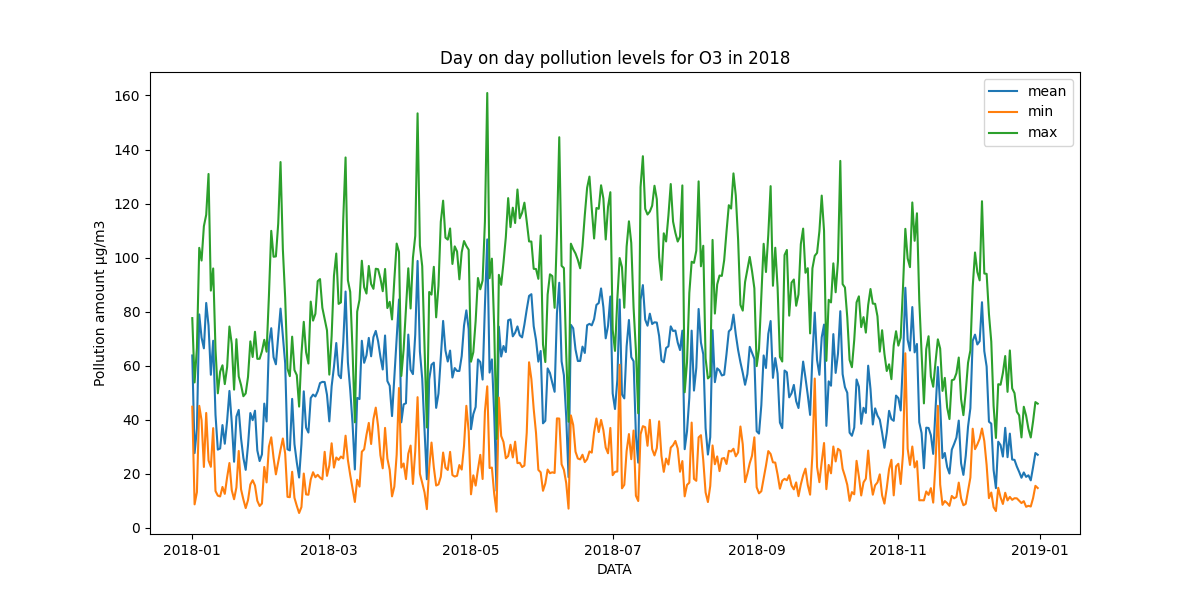 Day on day pollution levels for O3 in 2018
mean
min
max
160
140
120
100
80
60
40
20
0
Pollution amount µg/m3
2018-01
2018-03
2018-05
2018-07
2018-09
2018-11
2019-01
DATA